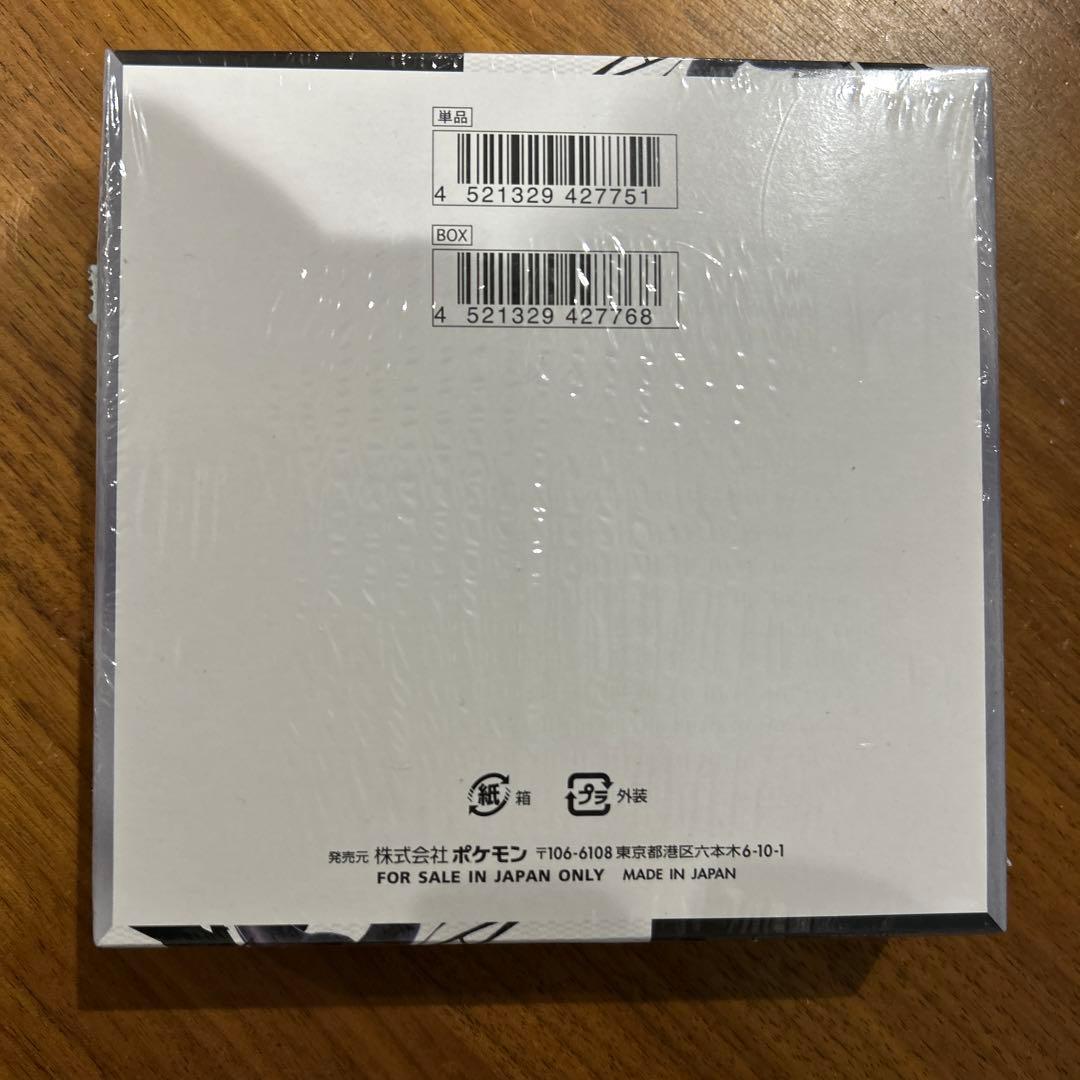 単品
4 521329 427751
BOX
4 521329 427768
紙 箱 プラ 外装
発売元 株式会社 ポケモン 〒106-6108 東京都港区六本木6-10-1
FOR SALE IN JAPAN ONLY MADE IN JAPAN